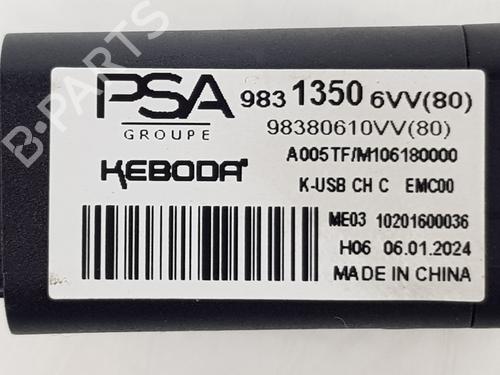 B-PARTS
PSA
GROUPE
983 1350 6VV(80)
98380610VV(80)
A005TF/M106180000
KEBODA
K-USB CH C EMC00
ME03 10201600036
H06 06.01.2024
MADE IN CHINA